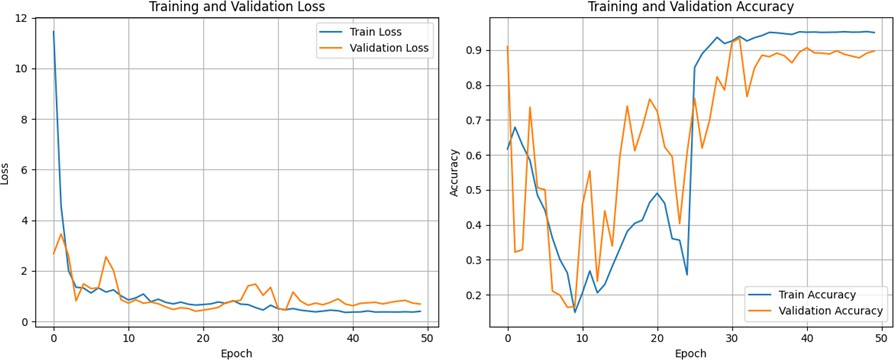 Training and Validation Loss
Loss
12
10
8
6
4
2
0
Train Loss
Validation Loss
0
10
20
30
40
50
Epoch
Training and Validation Accuracy
Accuracy
0.9
0.8
0.7
0.6
0.5
0.4
0.3
0.2
Train Accuracy
Validation Accuracy
0
10
20
30
40
50
Epoch